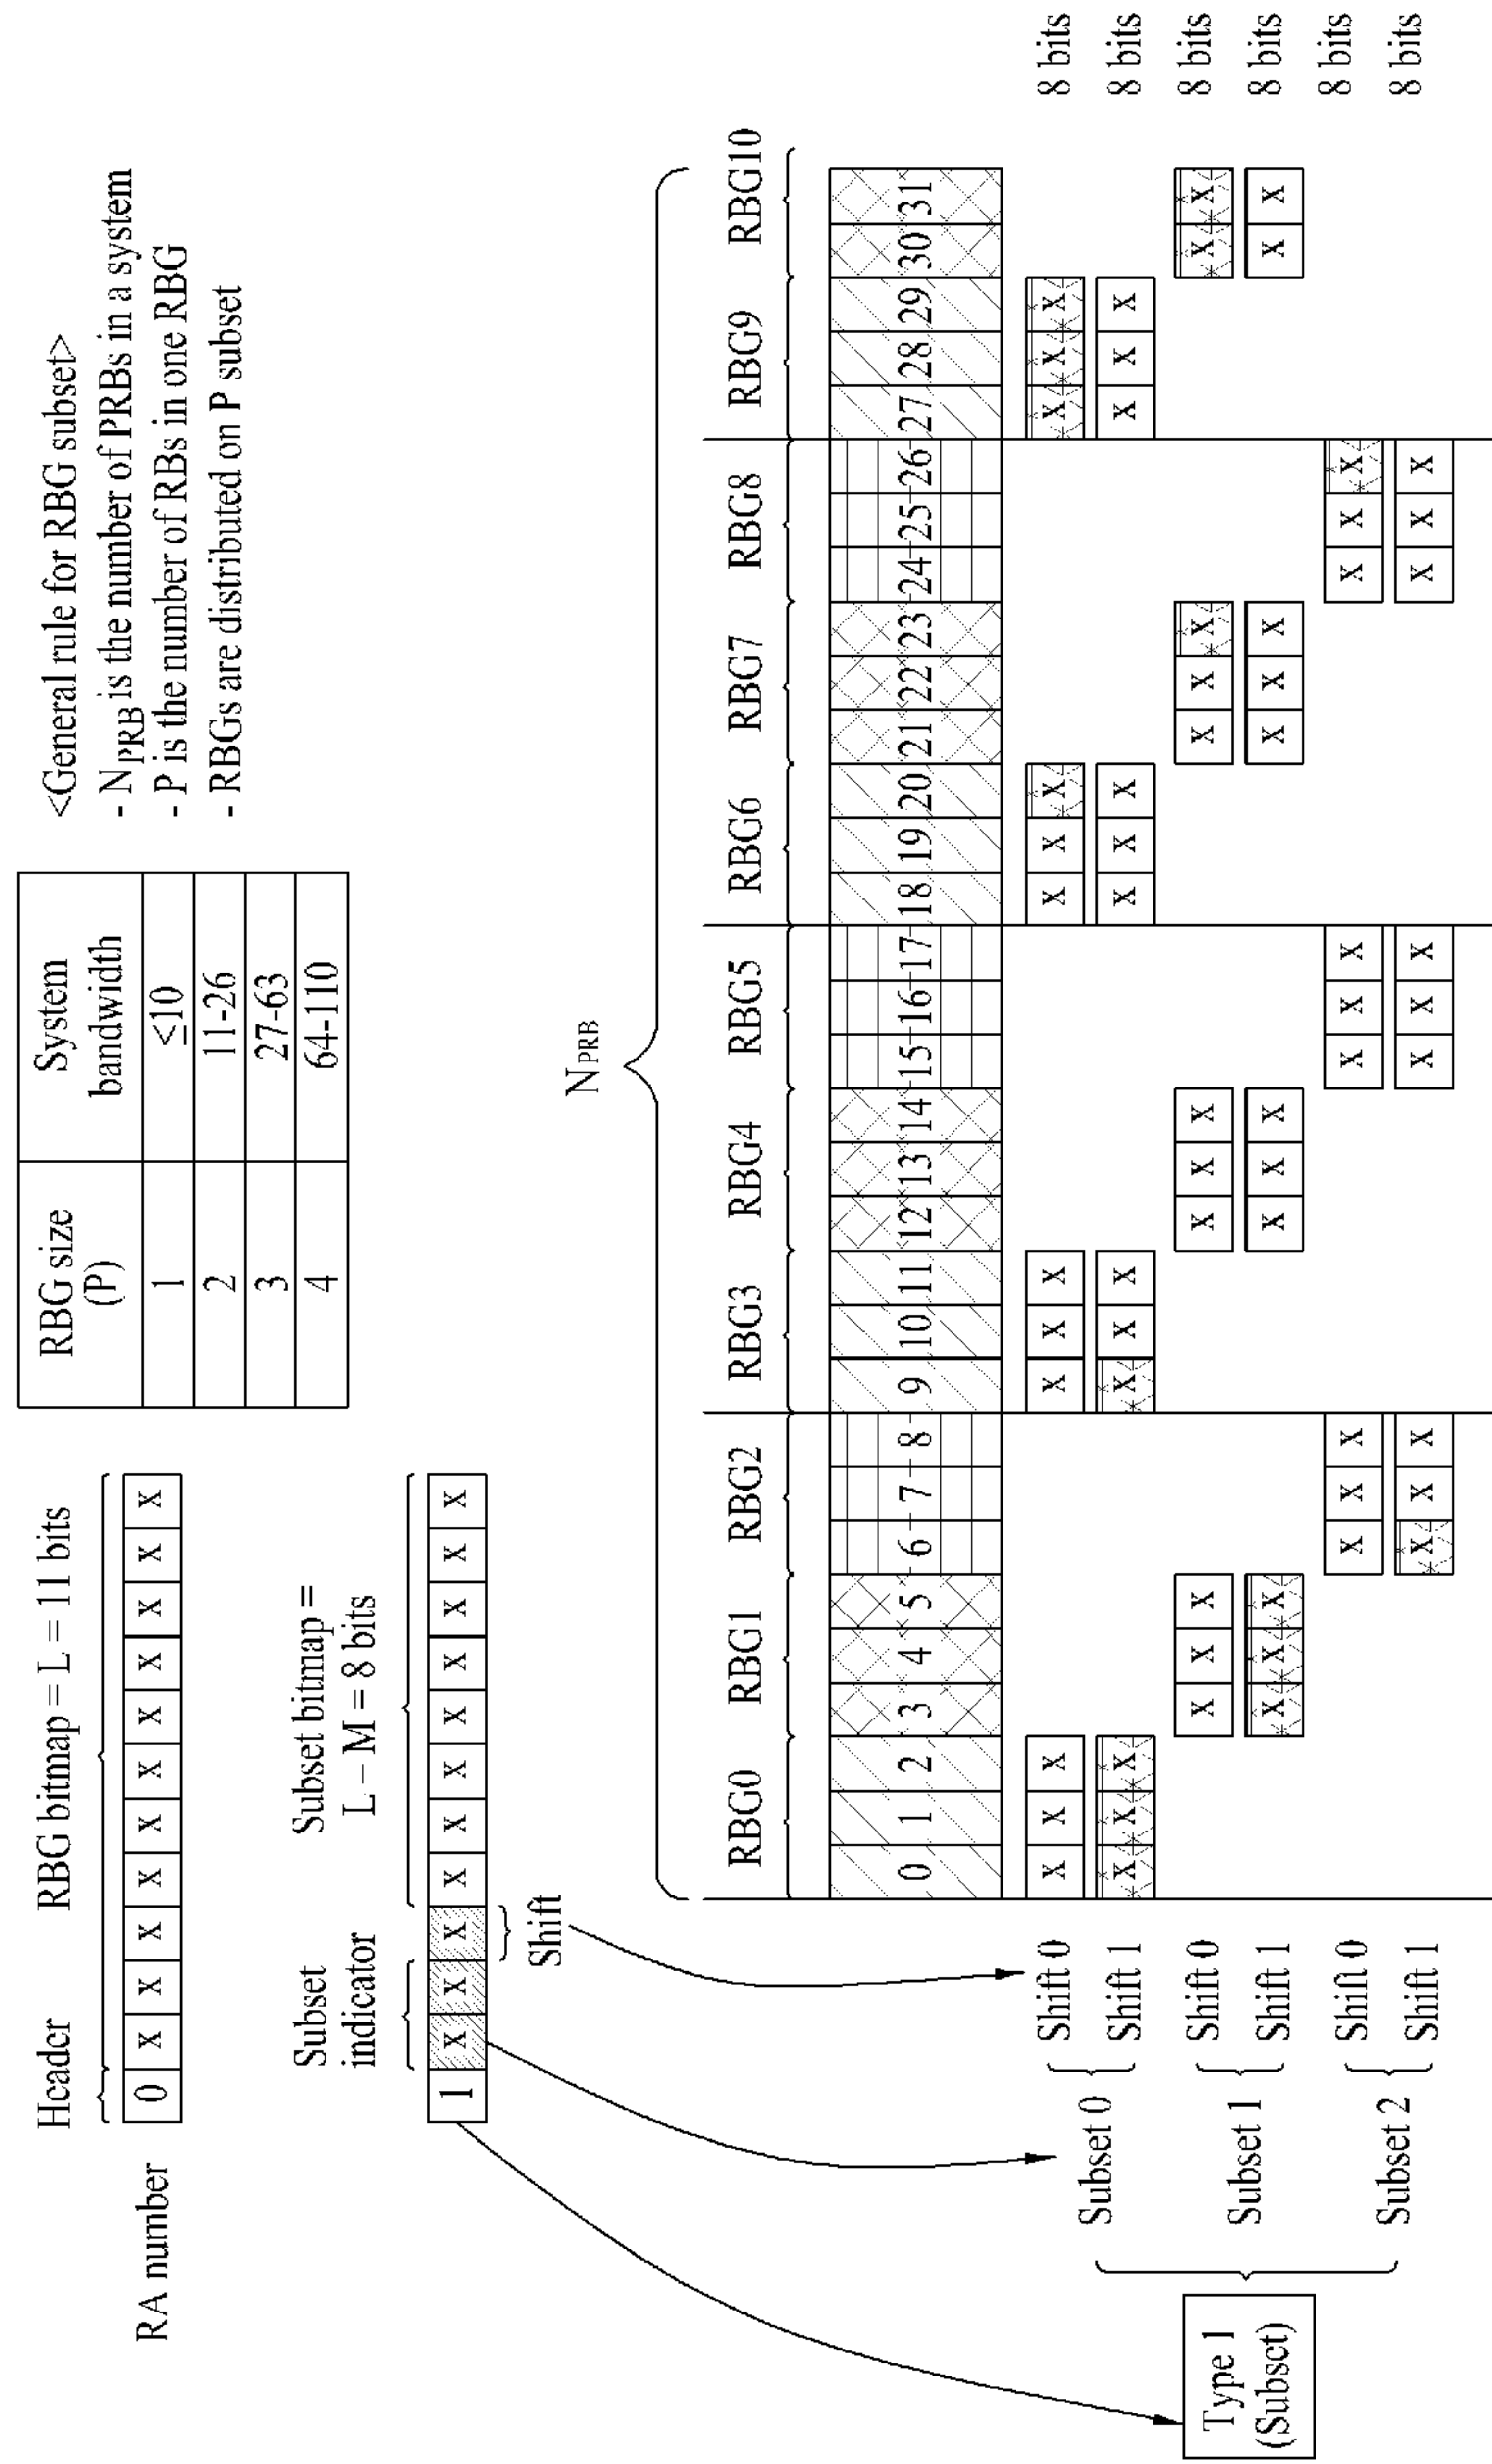 Header
RBG bitmap = L = 11 bits
RA number
0 x x x x x x x x x x x
Subset indicator
Subset bitmap =
L – M = 8 bits
1 x x x x x x x x x x x
Shift
RBG size (P)
System bandwidth
1 ≤10
2 11-26
3 27-63
4 64-110
<General rule for RBG subset>
- NPRB is the number of PRBs in a system
- P is the number of RBs in one RBG
- RBGs are distributed on P subset
NPRB
RBG0 RBG1 RBG2 RBG3 RBG4 RBG5 RBG6 RBG7 RBG8 RBG9 RBG10
0 1 2 3 4 5 6 7 8 9 10 11 12 13 14 15 16 17 18 19 20 21 22 23 24 25 26 27 28 29 30 31
Type 1
(Subset)
Subset 0
Shift 0 x x x x x x x x x x x x 8 bits
Shift 1 x x x x x x x x x x x x 8 bits
Subset 1
Shift 0 x x x x x x x x x x x 8 bits
Shift 1 x x x x x x x x x x x 8 bits
Subset 2
Shift 0 x x x x x x x x x 8 bits
Shift 1 x x x x x x x x x 8 bits